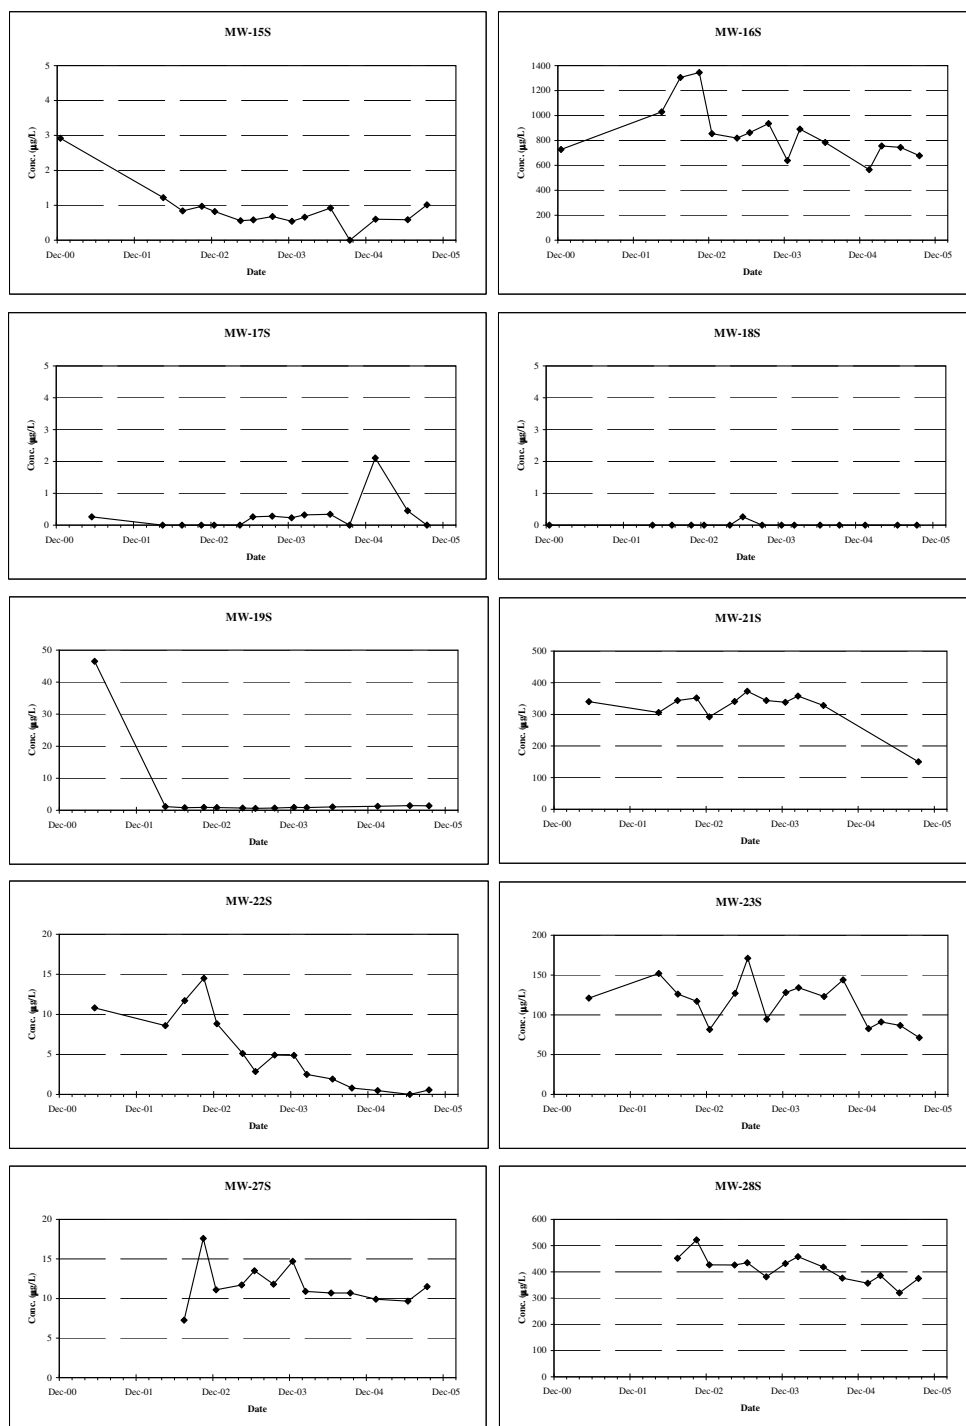 MW-15S
5
4
3
2
1
0
Conc. (µg/L)
Dec-00 Dec-01 Dec-02 Dec-03 Dec-04 Dec-05
Date
MW-16S
1400
1200
1000
800
600
400
200
0
Conc. (µg/L)
Dec-00 Dec-01 Dec-02 Dec-03 Dec-04 Dec-05
Date
MW-17S
5
4
3
2
1
0
Conc. (µg/L)
Dec-00 Dec-01 Dec-02 Dec-03 Dec-04 Dec-05
Date
MW-18S
5
4
3
2
1
0
Conc. (µg/L)
Dec-00 Dec-01 Dec-02 Dec-03 Dec-04 Dec-05
Date
MW-19S
50
40
30
20
10
0
Conc. (µg/L)
Dec-00 Dec-01 Dec-02 Dec-03 Dec-04 Dec-05
Date
MW-21S
500
400
300
200
100
0
Conc. (µg/L)
Dec-00 Dec-01 Dec-02 Dec-03 Dec-04 Dec-05
Date
MW-22S
20
15
10
5
0
Conc. (µg/L)
Dec-00 Dec-01 Dec-02 Dec-03 Dec-04 Dec-05
Date
MW-23S
200
150
100
50
0
Conc. (µg/L)
Dec-00 Dec-01 Dec-02 Dec-03 Dec-04 Dec-05
Date
MW-27S
20
15
10
5
0
Conc. (µg/L)
Dec-00 Dec-01 Dec-02 Dec-03 Dec-04 Dec-05
Date
MW-28S
600
500
400
300
200
100
0
Conc. (µg/L)
Dec-00 Dec-01 Dec-02 Dec-03 Dec-04 Dec-05
Date